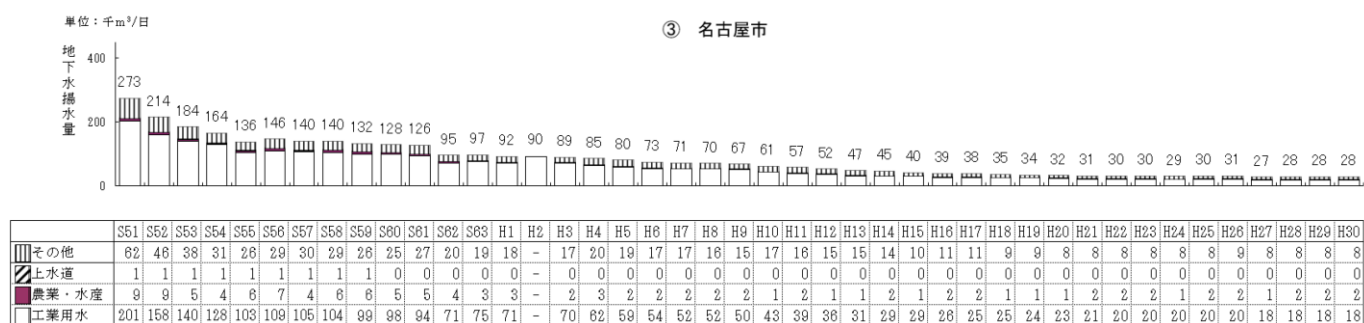 単位：千m³/日
③ 名古屋市
地下水揚水量
400
200
0
273 214 184 164 136 146 140 140 132 128 126 95 97 92 90 89 85 80 73 71 70 67 61 57 52 47 45 40 39 38 35 34 32 31 30 30 29 30 31 27 28 28 28
S51 S52 S53 S54 S55 S56 S57 S58 S59 S60 S61 S62 S63 H1 H2 H3 H4 H5 H6 H7 H8 H9 H10 H11 H12 H13 H14 H15 H16 H17 H18 H19 H20 H21 H22 H23 H24 H25 H26 H27 H28 H29 H30
その他 62 46 38 31 26 29 30 29 26 25 27 20 19 18 - 17 20 19 17 17 16 15 17 16 15 15 14 10 11 11 9 9 8 8 8 8 8 8 9 8 8 8 8
上水道 1 1 1 1 1 1 1 1 1 0 0 0 0 0 - 0 0 0 0 0 0 0 0 0 0 0 0 0 0 0 0 0 0 0 0 0 0 0 0 0 0 0 0
農業・水産 9 9 5 4 6 7 4 6 6 5 5 4 3 3 - 2 3 2 2 2 2 2 1 2 1 1 2 1 2 2 1 1 1 2 2 2 1 2 2 1 2 2 2
工業用水 201 158 140 128 103 109 105 104 99 98 94 71 75 71 - 70 62 59 54 52 52 50 43 39 36 31 29 29 26 25 25 24 23 21 20 20 20 20 20 18 18 18 18